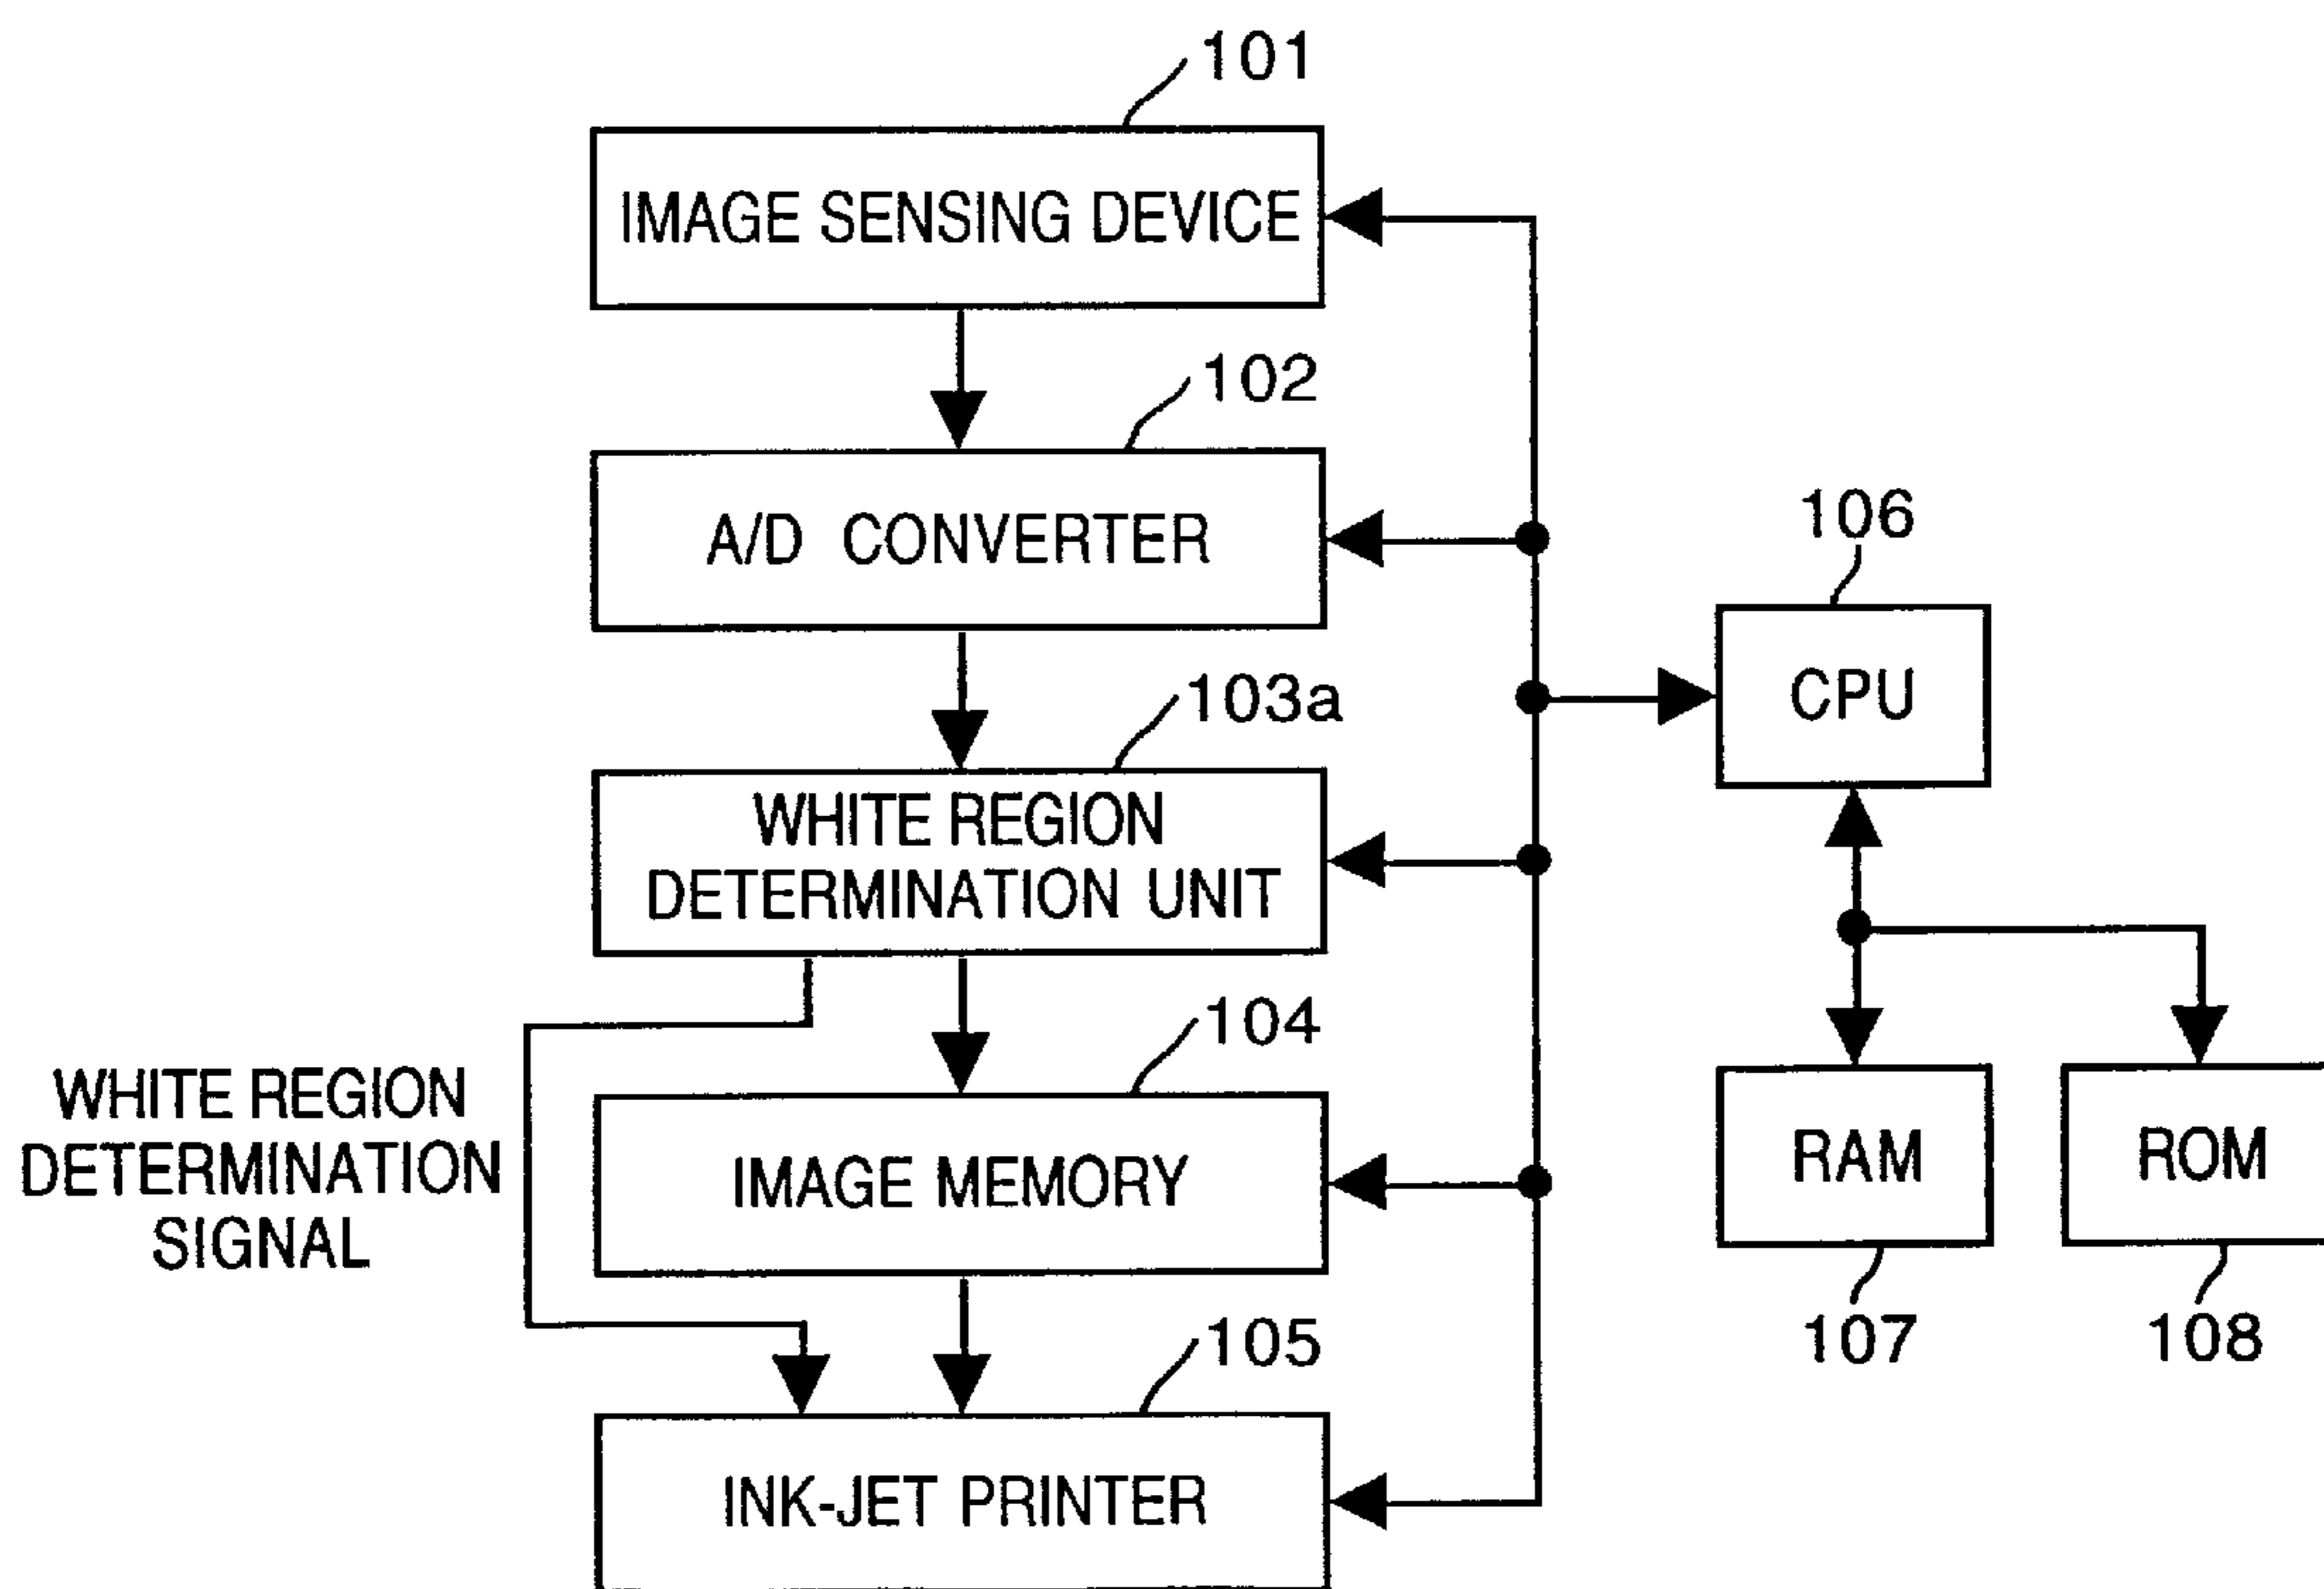 101
IMAGE SENSING DEVICE
102
A/D CONVERTER
106
CPU
103a
WHITE REGION
DETERMINATION UNIT
104
WHITE REGION
DETERMINATION
SIGNAL
IMAGE MEMORY
RAM
ROM
107
108
105
INK-JET PRINTER